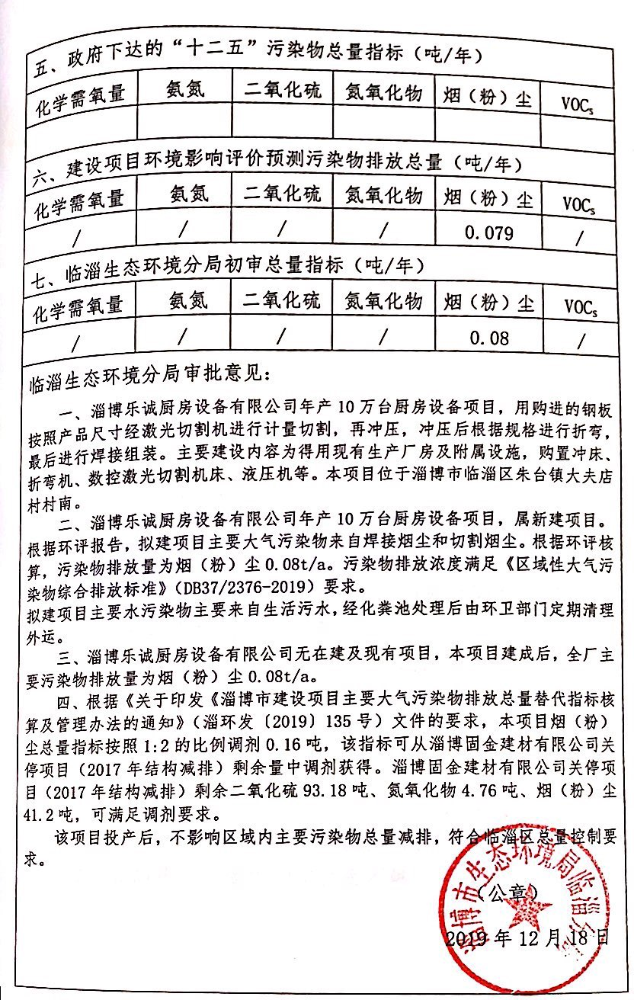 五、政府下达的“十二五”污染物总量指标（吨/年）
化学需氧量 氨氮 二氧化硫 氮氧化物 烟（粉）尘 VOCs
六、建设项目环境影响评价预测污染物排放总量（吨/年）
化学需氧量 氨氮 二氧化硫 氮氧化物 烟（粉）尘 VOCs
/ / / / 0.079 /
七、临淄生态环境分局初审总量指标（吨/年）
化学需氧量 氨氮 二氧化硫 氮氧化物 烟（粉）尘 VOCs
/ / / / 0.08 /
临淄生态环境分局审批意见：
一、淄博乐诚厨房设备有限公司年产 10 万台厨房设备项目，用购进的钢板
按照产品尺寸经激光切割机进行计量切割，再冲压，冲压后根据规格进行折弯，
最后进行焊接组装。主要建设内容为得用现有生产厂房及附属设施，购置冲床、
折弯机、数控激光切割机床、液压机等。本项目位于淄博市临淄区朱台镇大夫店
村村南。
二、淄博乐诚厨房设备有限公司年产 10 万台厨房设备项目，属新建项目。
根据环评报告，拟建项目主要大气污染物来自焊接烟尘和切割烟尘。根据环评核
算，污染物排放量为烟（粉）尘 0.08t/a。污染物排放浓度满足《区域性大气污
染物综合排放标准》（DB37/2376-2019）要求。
拟建项目主要水污染物主要来自生活污水，经化粪池处理后由环卫部门定期清理
外运。
三、淄博乐诚厨房设备有限公司无在建及现有项目，本项目建成后，全厂主
要污染物排放量为烟（粉）尘 0.08t/a。
四、根据《关于印发《淄博市建设项目主要大气污染物排放总量替代指标核
算及管理办法的通知》（淄环发〔2019〕135 号）文件的要求，本项目烟（粉）
尘总量指标按照 1:2 的比例调剂 0.16 吨，该指标可从淄博固金建材有限公司关
停项目（2017 年结构减排）剩余量中调剂获得。淄博固金建材有限公司关停项
目（2017 年结构减排）剩余二氧化硫 93.18 吨、氮氧化物 4.76 吨、烟（粉）尘
41.2 吨，可满足调剂要求。
该项目投产后，不影响区域内主要污染物总量减排，符合临淄区总量控制要
求。
淄博市生态环境局临淄分局
（公章）
2019 年 12 月 18 日